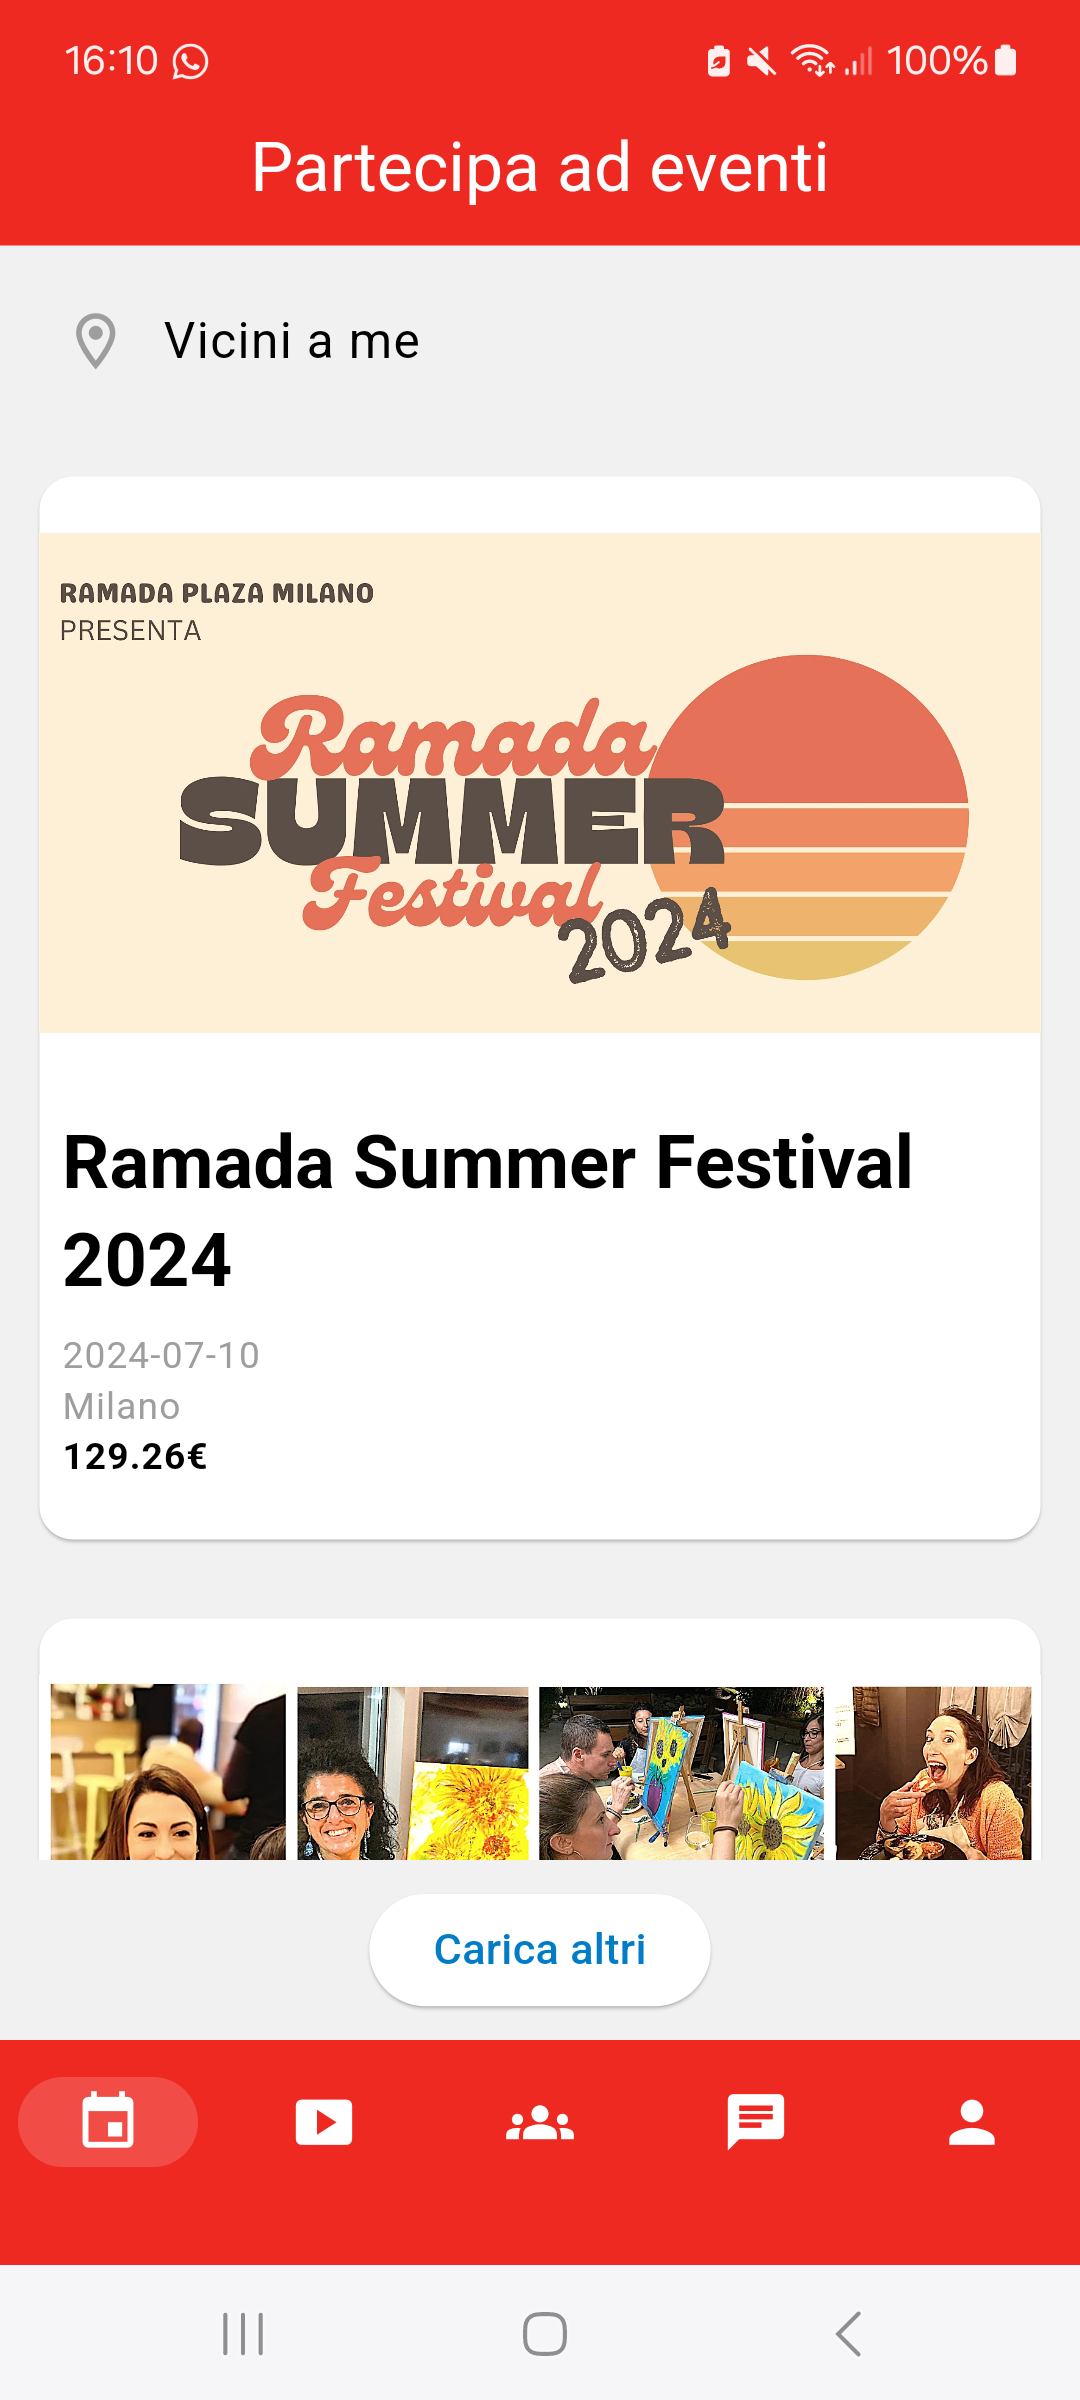 16:10
100%
Partecipa ad eventi
Vicini a me
RAMADA PLAZA MILANO
PRESENTA
Ramada
SUMMER
Festival
2024
Ramada Summer Festival
2024
2024-07-10
Milano
129.26€
Carica altri